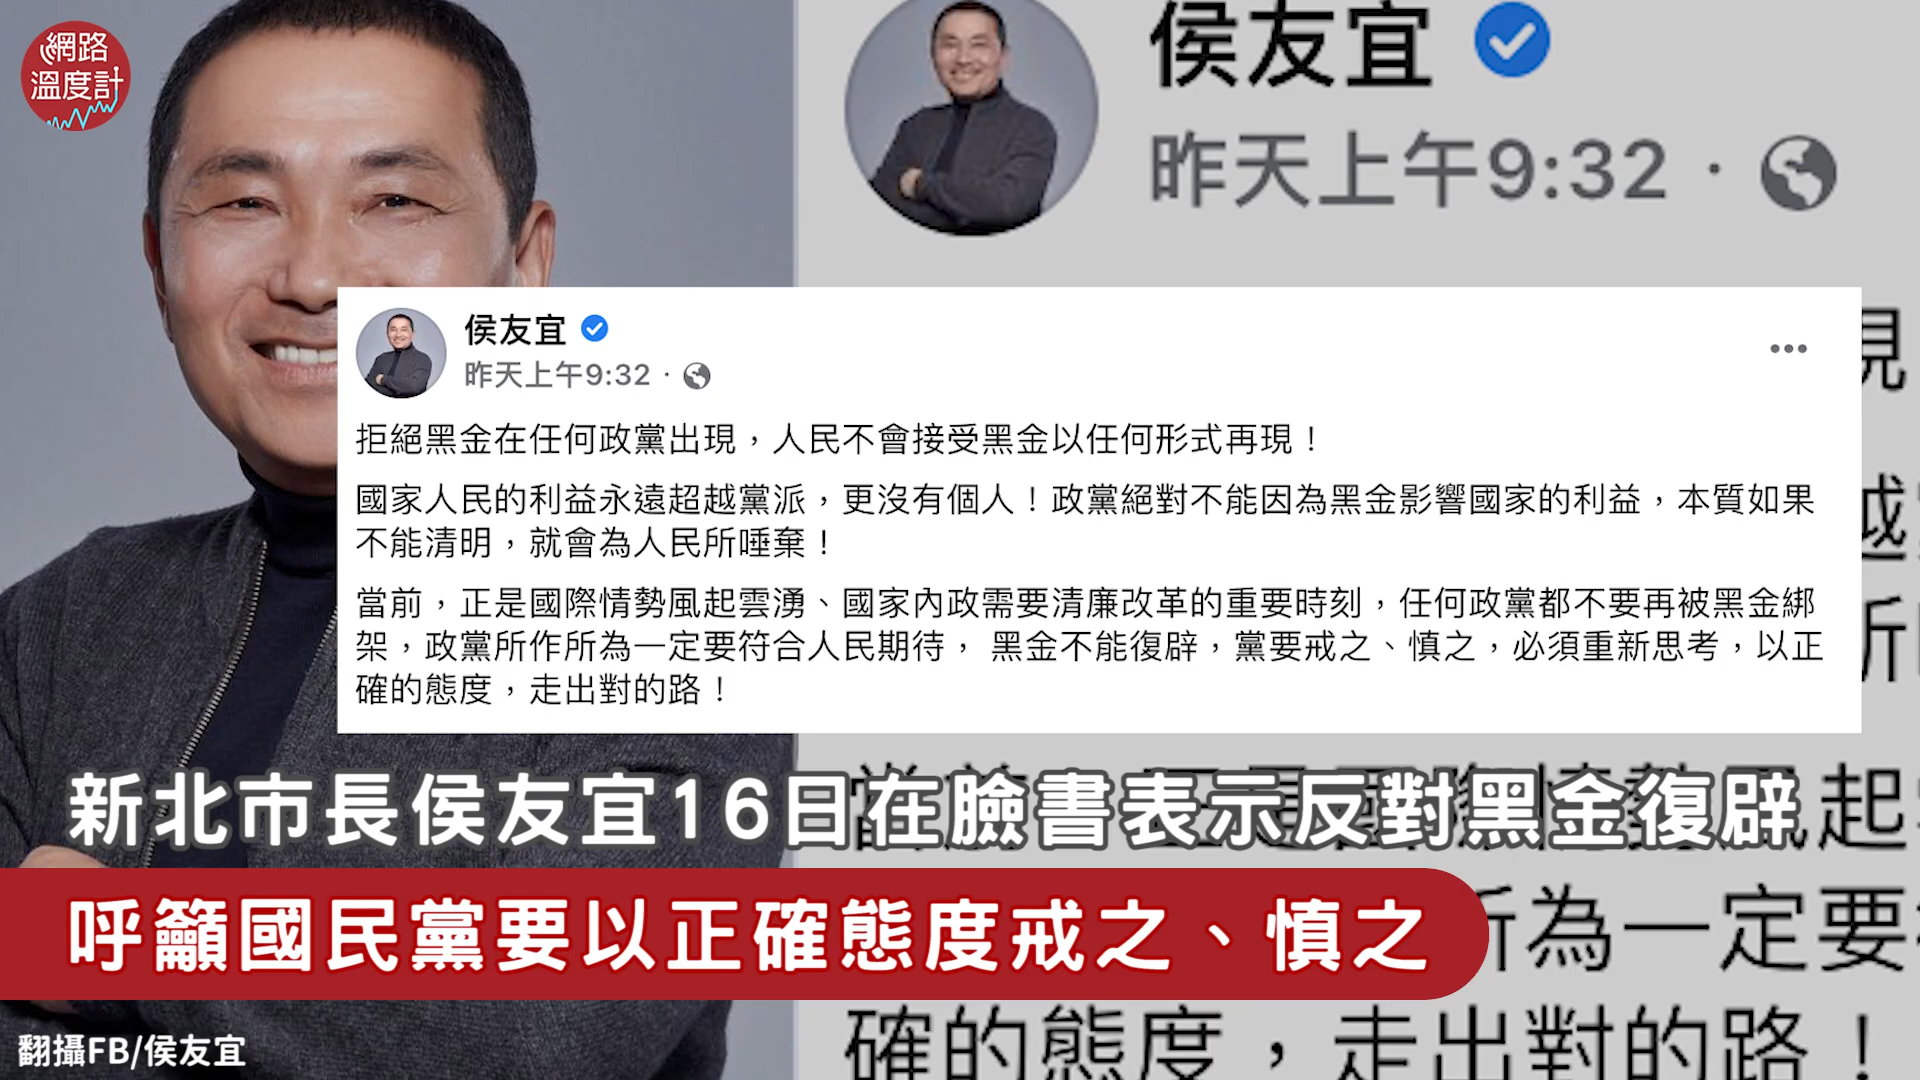 網路
溫度計
侯友宜
昨天上午9:32 ·
侯友宜
昨天上午9:32 ·
拒絕黑金在任何政黨出現，人民不會接受黑金以任何形式再現！
國家人民的利益永遠超越黨派，更沒有個人！政黨絕對不能因為黑金影響國家的利益，本質如果
不能清明，就會為人民所唾棄！
當前，正是國際情勢風起雲湧、國家內政需要清廉改革的重要時刻，任何政黨都不要再被黑金綁
架，政黨所作所為一定要符合人民期待， 黑金不能復辟，黨要戒之、慎之，必須重新思考，以正
確的態度，走出對的路！
現
越
所
新北市長侯友宜16日在臉書表示反對黑金復辟
起
呼籲國民黨要以正確態度戒之、慎之
所為一定要
確的態度，走出對的路！
翻攝FB/侯友宜